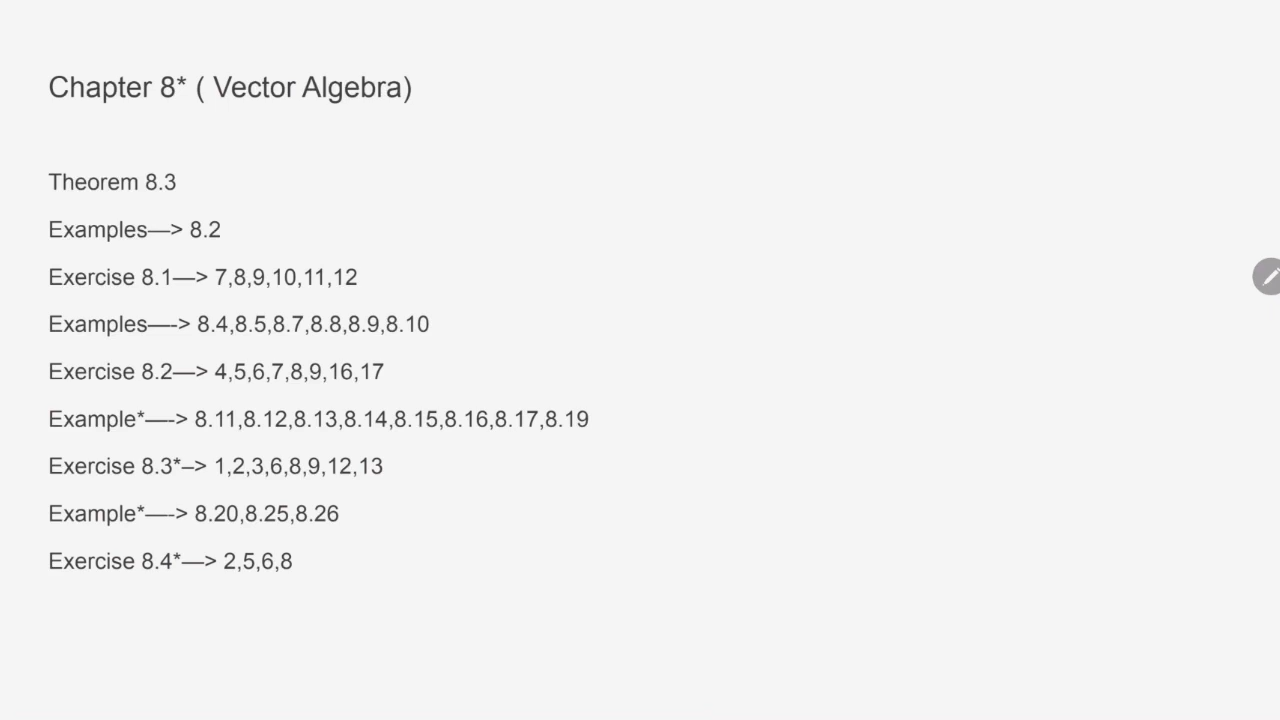 Chapter 8* ( Vector Algebra)
Theorem 8.3
Examples—> 8.2
Exercise 8.1—> 7,8,9,10,11,12
Examples—-> 8.4,8.5,8.7,8.8,8.9,8.10
Exercise 8.2—> 4,5,6,7,8,9,16,17
Example*—-> 8.11,8.12,8.13,8.14,8.15,8.16,8.17,8.19
Exercise 8.3*–> 1,2,3,6,8,9,12,13
Example*—-> 8.20,8.25,8.26
Exercise 8.4*—> 2,5,6,8